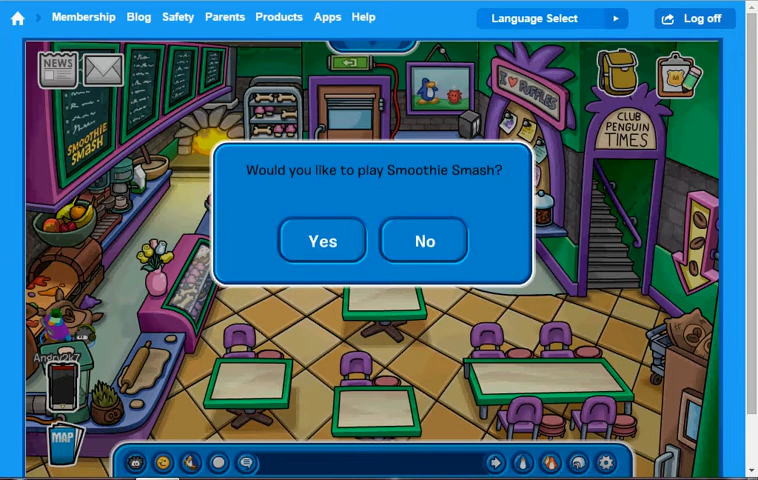 Membership Blog Safety Parents Products Apps Help
Language Select
Log off
NEWS
SMOOTHIE
SMASH
I ♥ PUFFLES
M
CLUB
PENGUIN
TIMES
Would you like to play Smoothie Smash?
Yes
No
Angry2k7
MAP